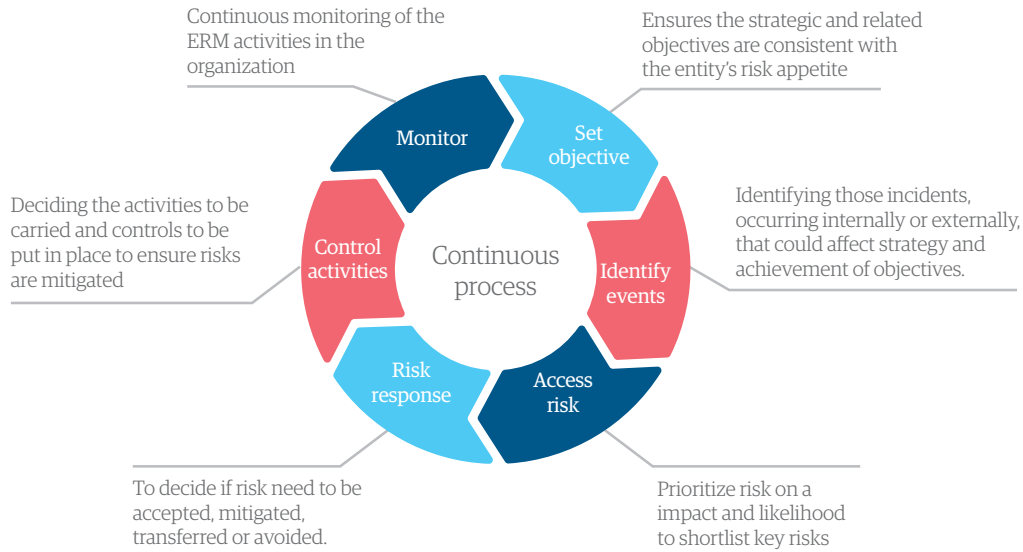 Continuous monitoring of the
ERM activities in the
organization
Ensures the strategic and related
objectives are consistent with
the entity's risk appetite
Monitor
Set
objective
Deciding the activities to be
carried and controls to be
put in place to ensure risks
are mitigated
Control
activities
Continuous
process
Identify
events
Identifying those incidents,
occurring internally or externally,
that could affect strategy and
achievement of objectives.
Risk
response
Access
risk
To decide if risk need to be
accepted, mitigated,
transferred or avoided.
Prioritize risk on a
impact and likelihood
to shortlist key risks